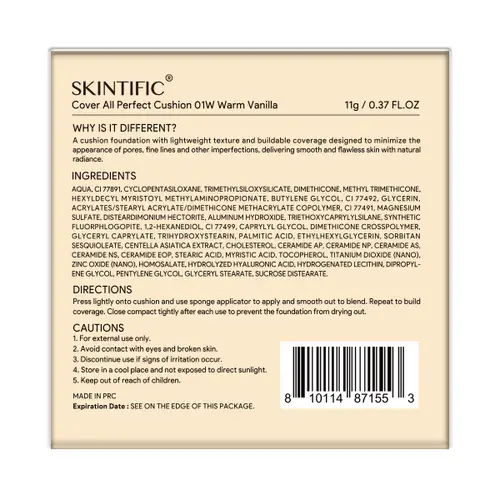 SKINTIFIC®
Cover All Perfect Cushion 01W Warm Vanilla 11g / 0.37 FL.OZ
WHY IS IT DIFFERENT?
A cushion foundation with lightweight texture and buildable coverage designed to minimize the
appearance of pores, fine lines and other imperfections, delivering smooth and flawless skin with natural
radiance.
INGREDIENTS
AQUA, CI 77891, CYCLOPENTASILOXANE, TRIMETHYLSILOXYSILICATE, DIMETHICONE, METHYL TRIMETHICONE,
HEXYLDECYL MYRISTOYL METHYLAMINOPROPIONATE, BUTYLENE GLYCOL, CI 77492, GLYCERIN,
ACRYLATES/STEARYL ACRYLATE/DIMETHICONE METHACRYLATE COPOLYMER, CI 77491, MAGNESIUM
SULFATE, DISTEARDIMONIUM HECTORITE, ALUMINUM HYDROXIDE, TRIETHOXYCAPRYLYLSILANE, SYNTHETIC
FLUORPHLOGOPITE, 1,2-HEXANEDIOL, CI 77499, CAPRYLYL GLYCOL, DIMETHICONE CROSSPOLYMER,
GLYCERYL CAPRYLATE, TRIHYDROXYSTEARIN, PALMITIC ACID, ETHYLHEXYLGLYCERIN, SORBITAN
SESQUIOLEATE, CENTELLA ASIATICA EXTRACT, CHOLESTEROL, CERAMIDE AP, CERAMIDE NP, CERAMIDE AS,
CERAMIDE NS, CERAMIDE EOP, STEARIC ACID, MYRISTIC ACID, TOCOPHEROL, TITANIUM DIOXIDE (NANO),
ZINC OXIDE (NANO), HOMOSALATE, HYDROLYZED HYALURONIC ACID, HYDROGENATED LECITHIN, DIPROPYL-
ENE GLYCOL, PENTYLENE GLYCOL, GLYCERYL STEARATE, SUCROSE DISTEARATE.
DIRECTIONS
Press lightly onto cushion and use sponge applicator to apply and smooth out to blend. Repeat to build
coverage. Close compact tightly after each use to prevent the foundation from drying out.
CAUTIONS
1. For external use only.
2. Avoid contact with eyes and broken skin.
3. Discontinue use if signs of irritation occur.
4. Store in a cool place and not exposed to direct sunlight.
5. Keep out of reach of children.
MADE IN PRC
Expiration Date : SEE ON THE EDGE OF THIS PACKAGE.
8 10114 87155 3